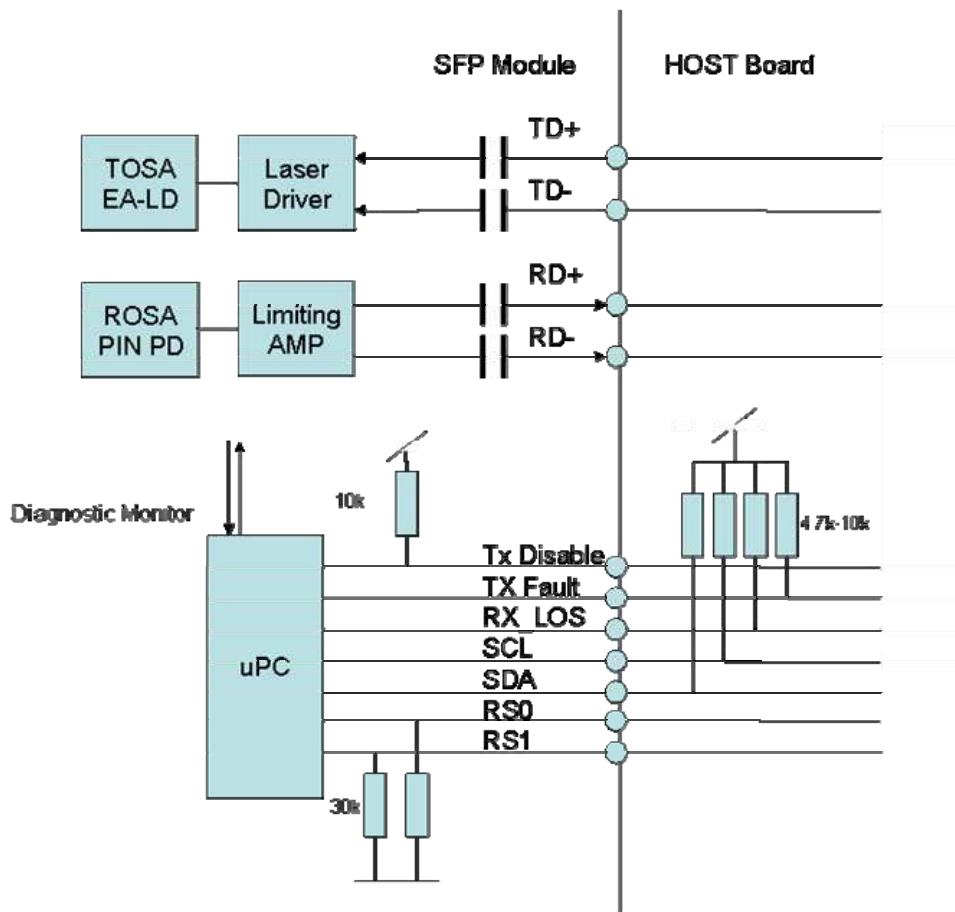 SFP Module
HOST Board
TOSA
EA-LD
Laser
Driver
TD+
TD-
ROSA
PIN PD
Limiting
AMP
RD+
RD-
Diagnostic Monitor
10k
4.7k-10k
uPC
Tx Disable
TX Fault
RX_LOS
SCL
SDA
RS0
RS1
30k